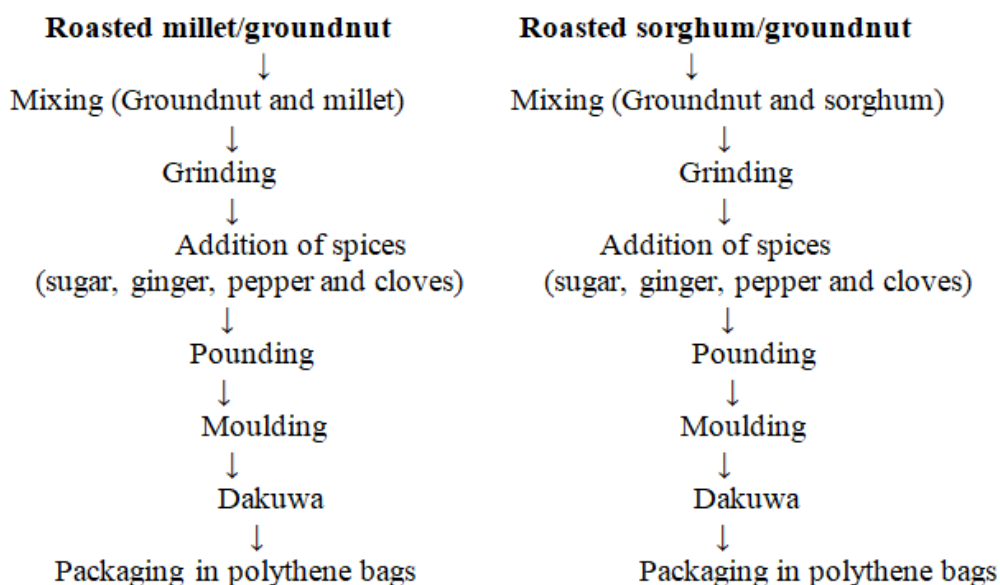 Roasted millet/groundnut
↓
Mixing (Groundnut and millet)
↓
Grinding
↓
Addition of spices
(sugar, ginger, pepper and cloves)
↓
Pounding
↓
Moulding
↓
Dakuwa
↓
Packaging in polythene bags
Roasted sorghum/groundnut
↓
Mixing (Groundnut and sorghum)
↓
Grinding
↓
Addition of spices
(sugar, ginger, pepper and cloves)
↓
Pounding
↓
Moulding
↓
Dakuwa
↓
Packaging in polythene bags